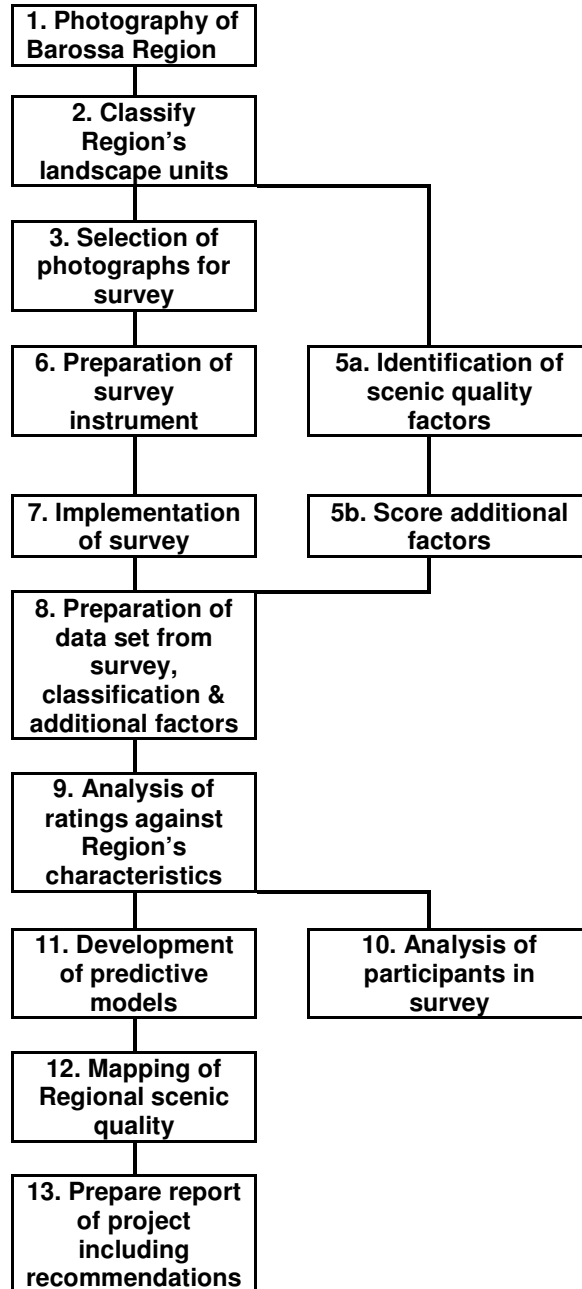 1. Photography of
Barossa Region
2. Classify
Region's
landscape units
3. Selection of
photographs for
survey
6. Preparation of
survey
instrument
5a. Identification of
scenic quality
factors
7. Implementation
of survey
5b. Score additional
factors
8. Preparation of
data set from
survey,
classification &
additional factors
9. Analysis of
ratings against
Region's
characteristics
11. Development
of predictive
models
10. Analysis of
participants in
survey
12. Mapping of
Regional scenic
quality
13. Prepare report
of project
including
recommendations